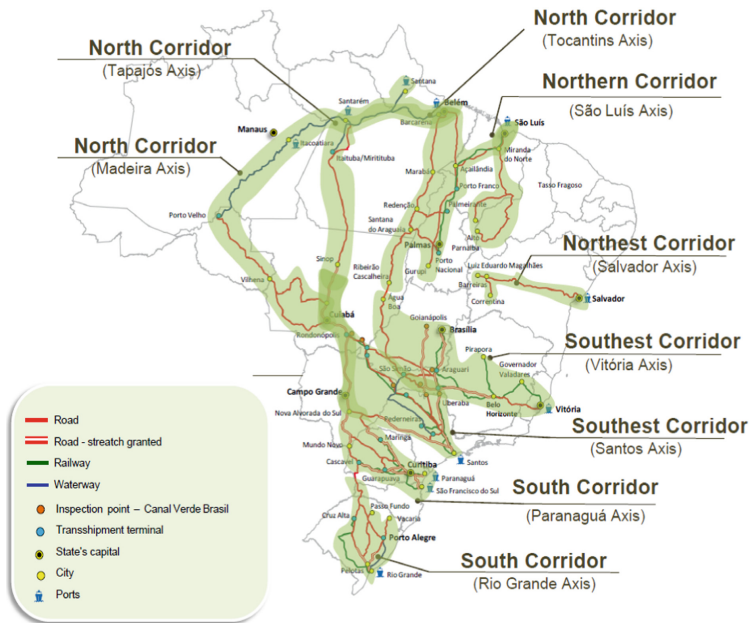 North Corridor
(Tocantins Axis)
North Corridor
(Tapajós Axis)
Northern Corridor
(São Luís Axis)
North Corridor
(Madeira Axis)
Santana
Santarém
Belém
Barcarena
São Luís
Manaus
Itacoatiara
Itaituba/Miritituba
Miranda
do Norte
Açailândia
Marabá
Porto Franco
Tasso Fragoso
Porto Velho
Redenção
Palmeirante
Santana
do Araguaia
Alto
Parnaíba
Palmas
Porto
Nacional
Gurupi
Northest Corridor
(Salvador Axis)
Sinop
Ribeirão
Cascalheira
Luiz Eduardo Magalhães
Barreiras
Correntina
Vilhena
Água
Boa
Salvador
Cuiabá
Goianápolis
Brasília
Rondonópolis
Southest Corridor
(Vitória Axis)
Pirapora
Governador
Valadares
São Simão
Araguari
Campo Grande
Uberaba
Belo
Horizonte
Vitória
Nova Alvorada do Sul
Pederneiras
Southest Corridor
(Santos Axis)
Mundo Novo
Maringa
Santos
Cascavel
Curitiba
Guarapuava
Paranaguá
São Francisco do Sul
South Corridor
(Paranaguá Axis)
Passo Fundo
Cruz Alta
Vacaria
Porto Alegre
South Corridor
(Rio Grande Axis)
Pelotas
Rio Grande
Road
Road - streatch granted
Railway
Waterway
Inspection point – Canal Verde Brasil
Transshipment terminal
State's capital
City
Ports